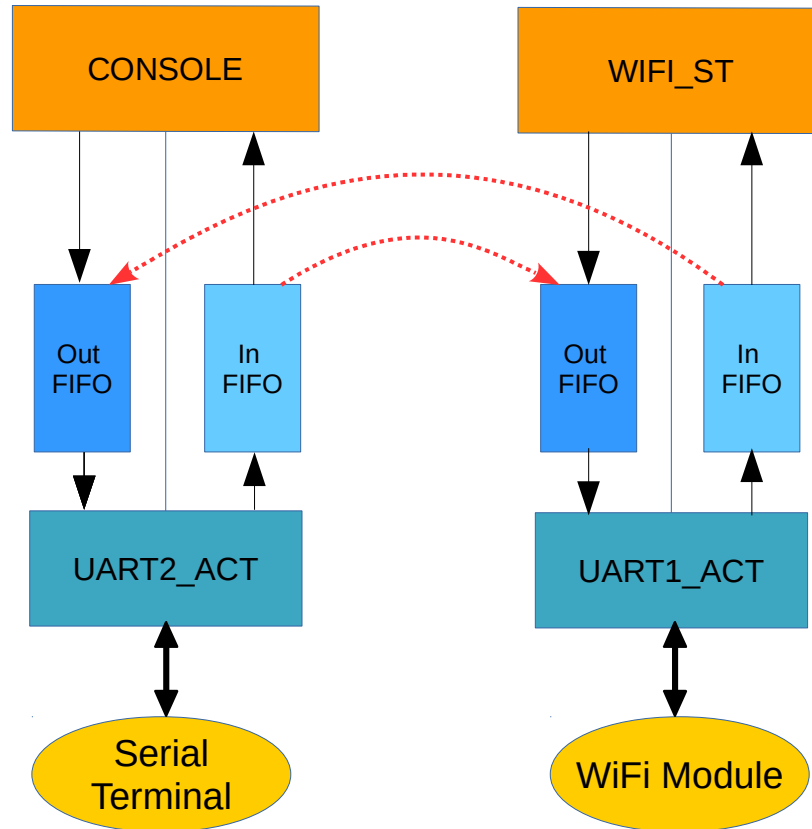 CONSOLE
WIFI_ST
Out
FIFO
In
FIFO
Out
FIFO
In
FIFO
UART2_ACT
UART1_ACT
Serial
Terminal
WiFi Module